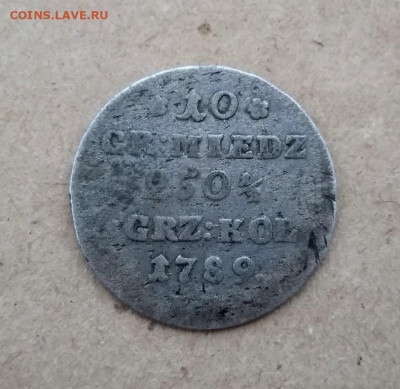 COINS.LAVE.RU
*10*
GR:MIEDZ
250½
GRZ:KOL
1789.